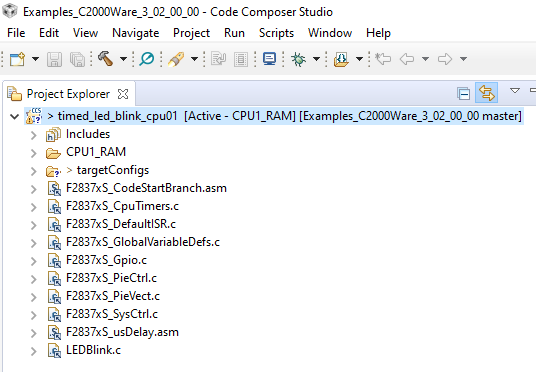 Examples_C2000Ware_3_02_00_00 - Code Composer Studio
File Edit View Navigate Project Run Scripts Window Help
Project Explorer
> timed_led_blink_cpu01 [Active - CPU1_RAM] [Examples_C2000Ware_3_02_00_00 master]
Includes
CPU1_RAM
> targetConfigs
F2837xS_CodeStartBranch.asm
F2837xS_CpuTimers.c
F2837xS_DefaultISR.c
F2837xS_GlobalVariableDefs.c
F2837xS_Gpio.c
F2837xS_PieCtrl.c
F2837xS_PieVect.c
F2837xS_SysCtrl.c
F2837xS_usDelay.asm
LEDBlink.c